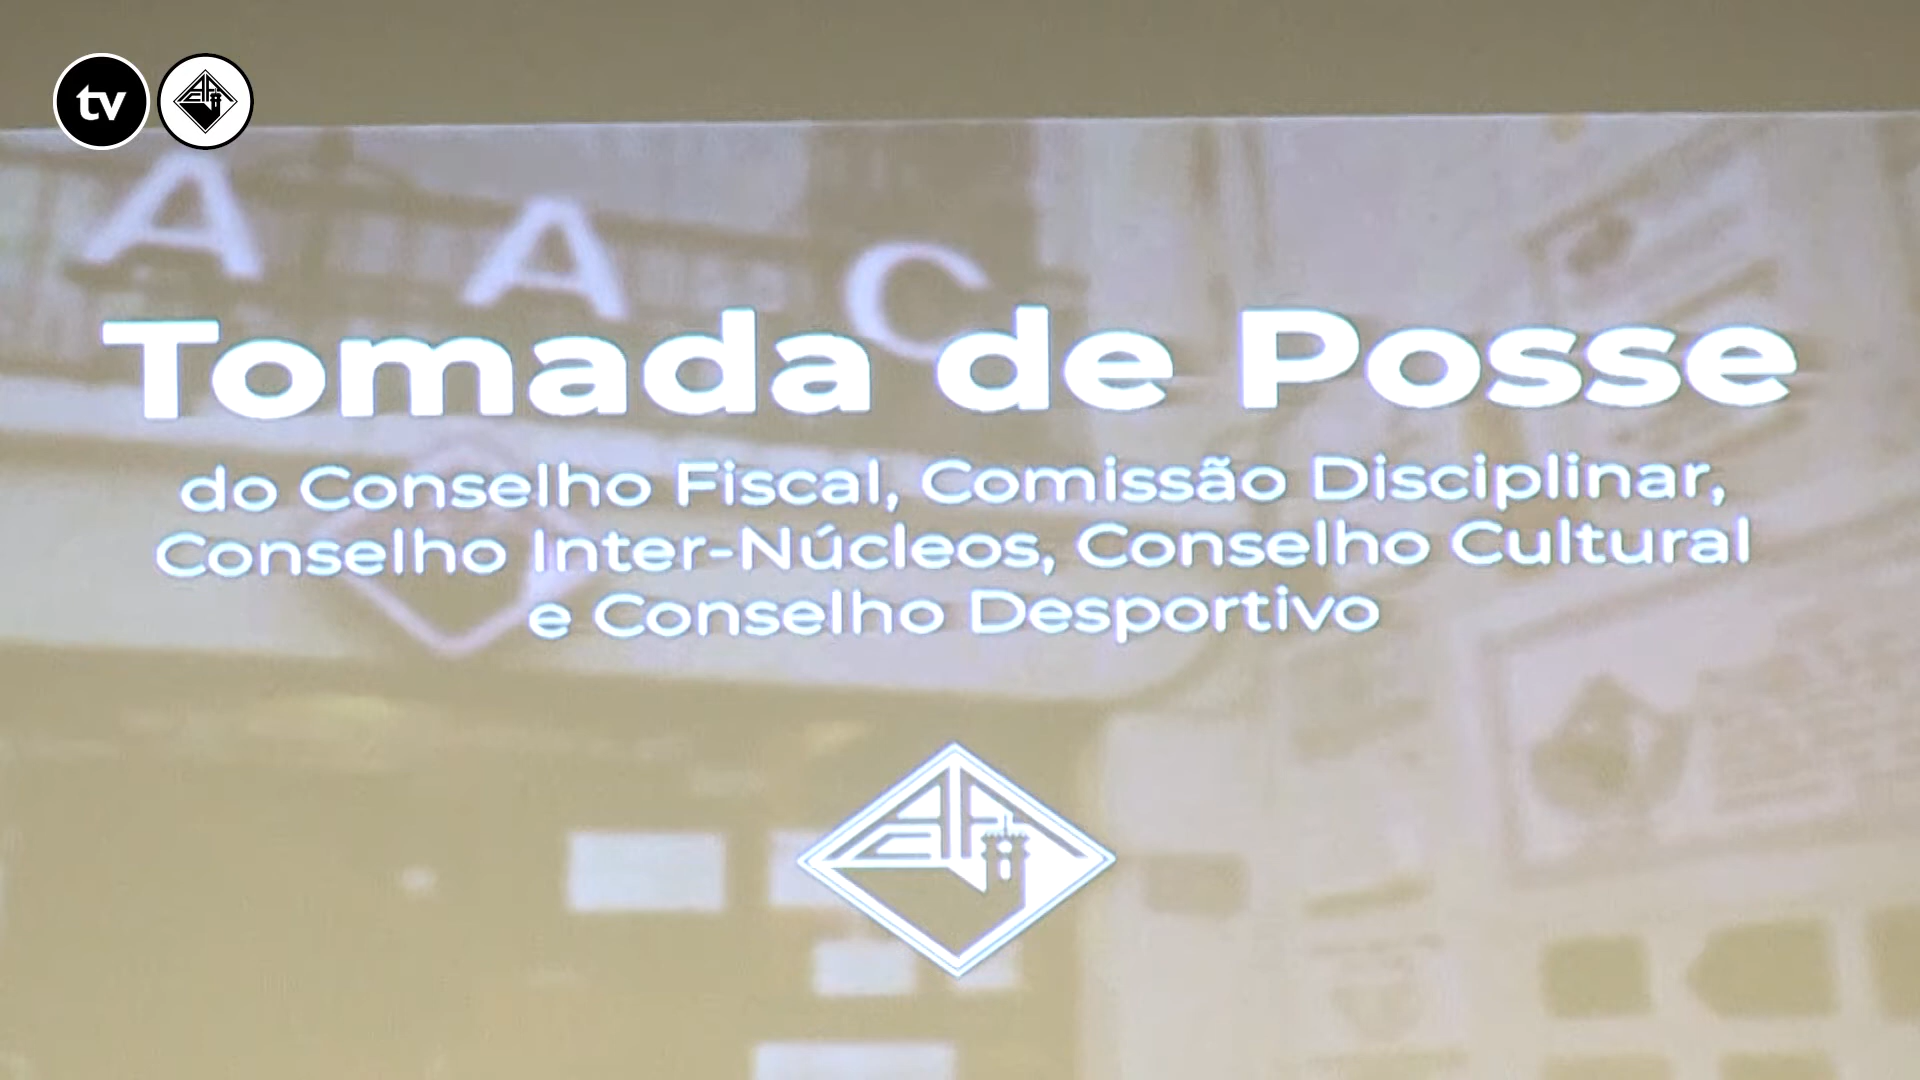 tv
A A C
Tomada de Posse
do Conselho Fiscal, Comissão Disciplinar,
Conselho Inter-Núcleos, Conselho Cultural
e Conselho Desportivo